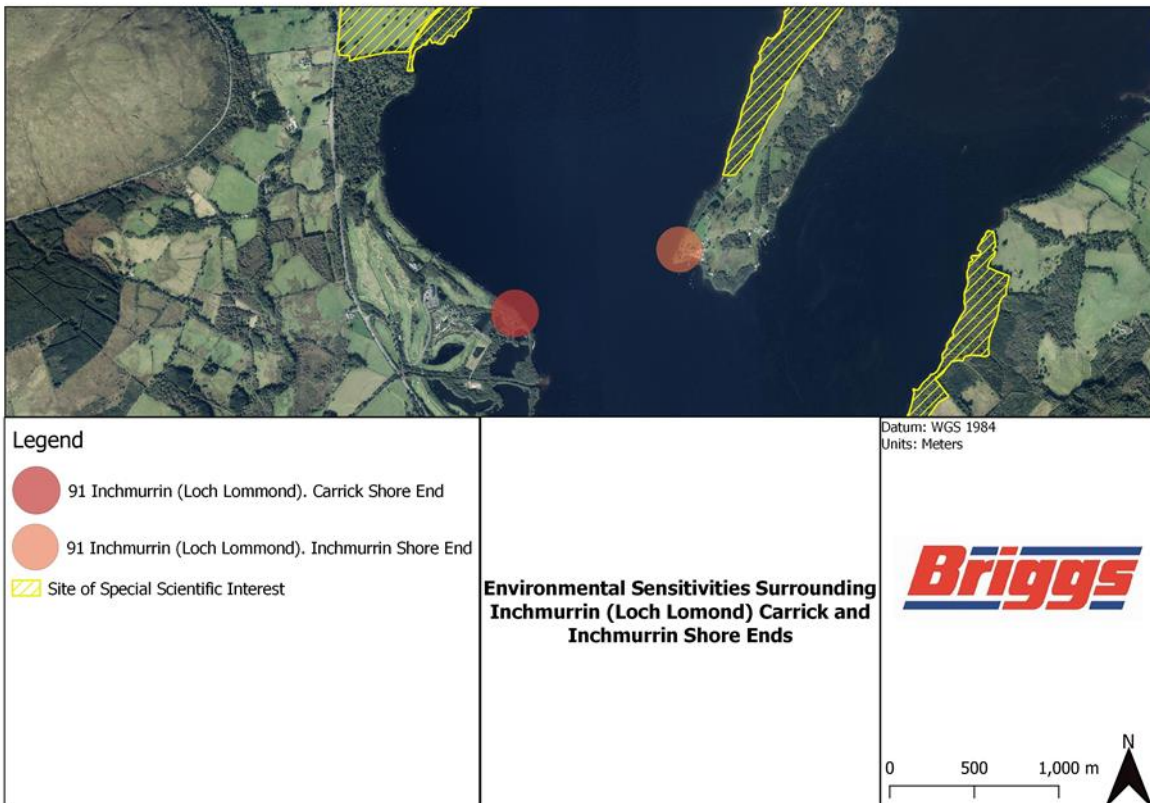 Legend
91 Inchmurrin (Loch Lommond). Carrick Shore End
91 Inchmurrin (Loch Lommond). Inchmurrin Shore End
Site of Special Scientific Interest
Environmental Sensitivities Surrounding
Inchmurrin (Loch Lomond) Carrick and
Inchmurrin Shore Ends
Datum: WGS 1984
Units: Meters
Briggs
N
0 500 1,000 m